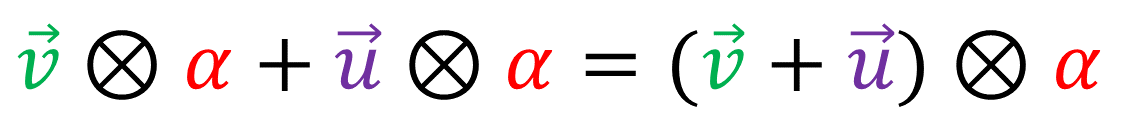 v⃗ ⊗ α + u⃗ ⊗ α = (v⃗ + u⃗) ⊗ α